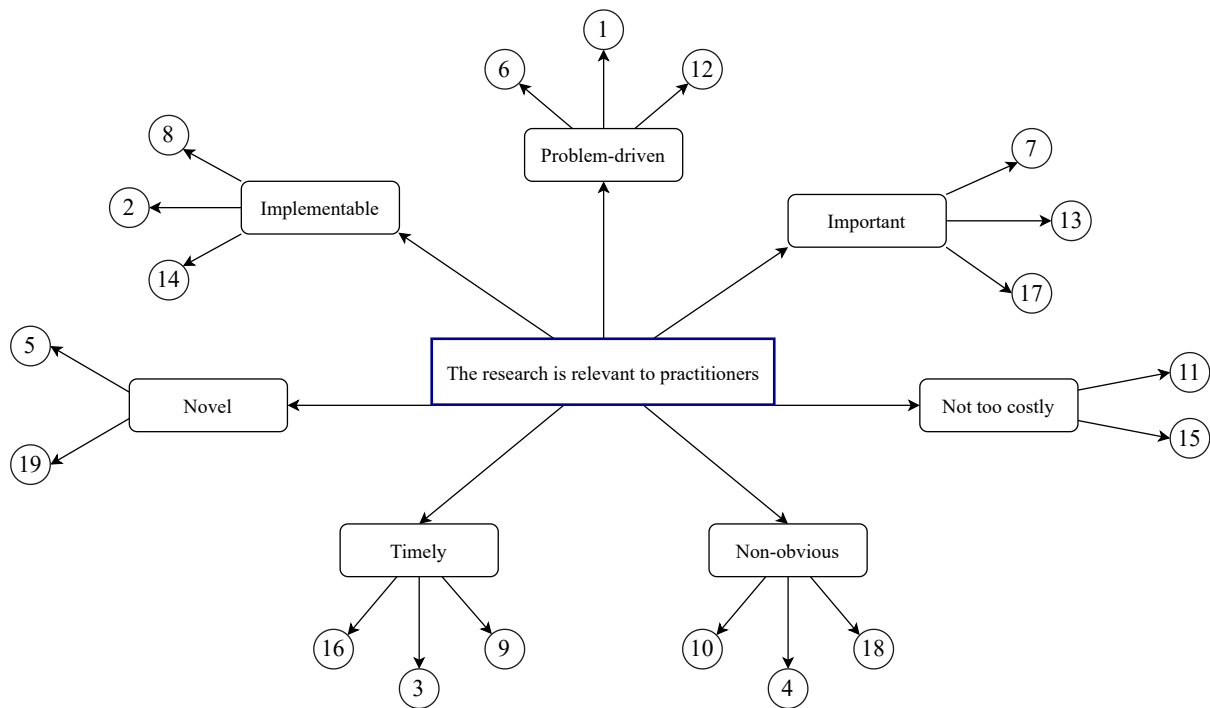 1
6
12
Problem-driven
8
Implementable
2
14
7
Important
13
17
The research is relevant to practitioners
5
Novel
19
11
Not too costly
15
Timely
16
9
3
Non-obvious
10
18
4